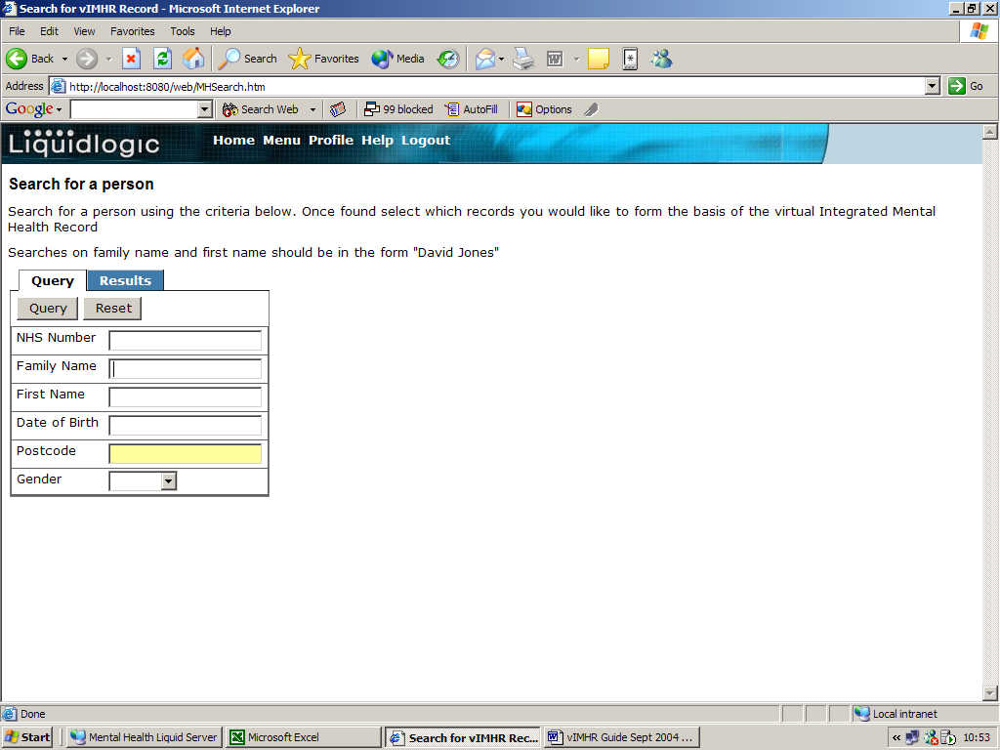 Search for vIMHR Record - Microsoft Internet Explorer
File Edit View Favorites Tools Help
Back Search Favorites Media
Address http://localhost:8080/web/MHSearch.htm Go
Google Search Web 99 blocked AutoFill Options
Liquidlogic Home Menu Profile Help Logout
Search for a person
Search for a person using the criteria below. Once found select which records you would like to form the basis of the virtual Integrated Mental
Health Record
Searches on family name and first name should be in the form "David Jones"
Query Results
Query Reset
NHS Number
Family Name
First Name
Date of Birth
Postcode
Gender
Done Local intranet
Start Mental Health Liquid Server Microsoft Excel Search for vIMHR Rec... vIMHR Guide Sept 2004 ... 10:53